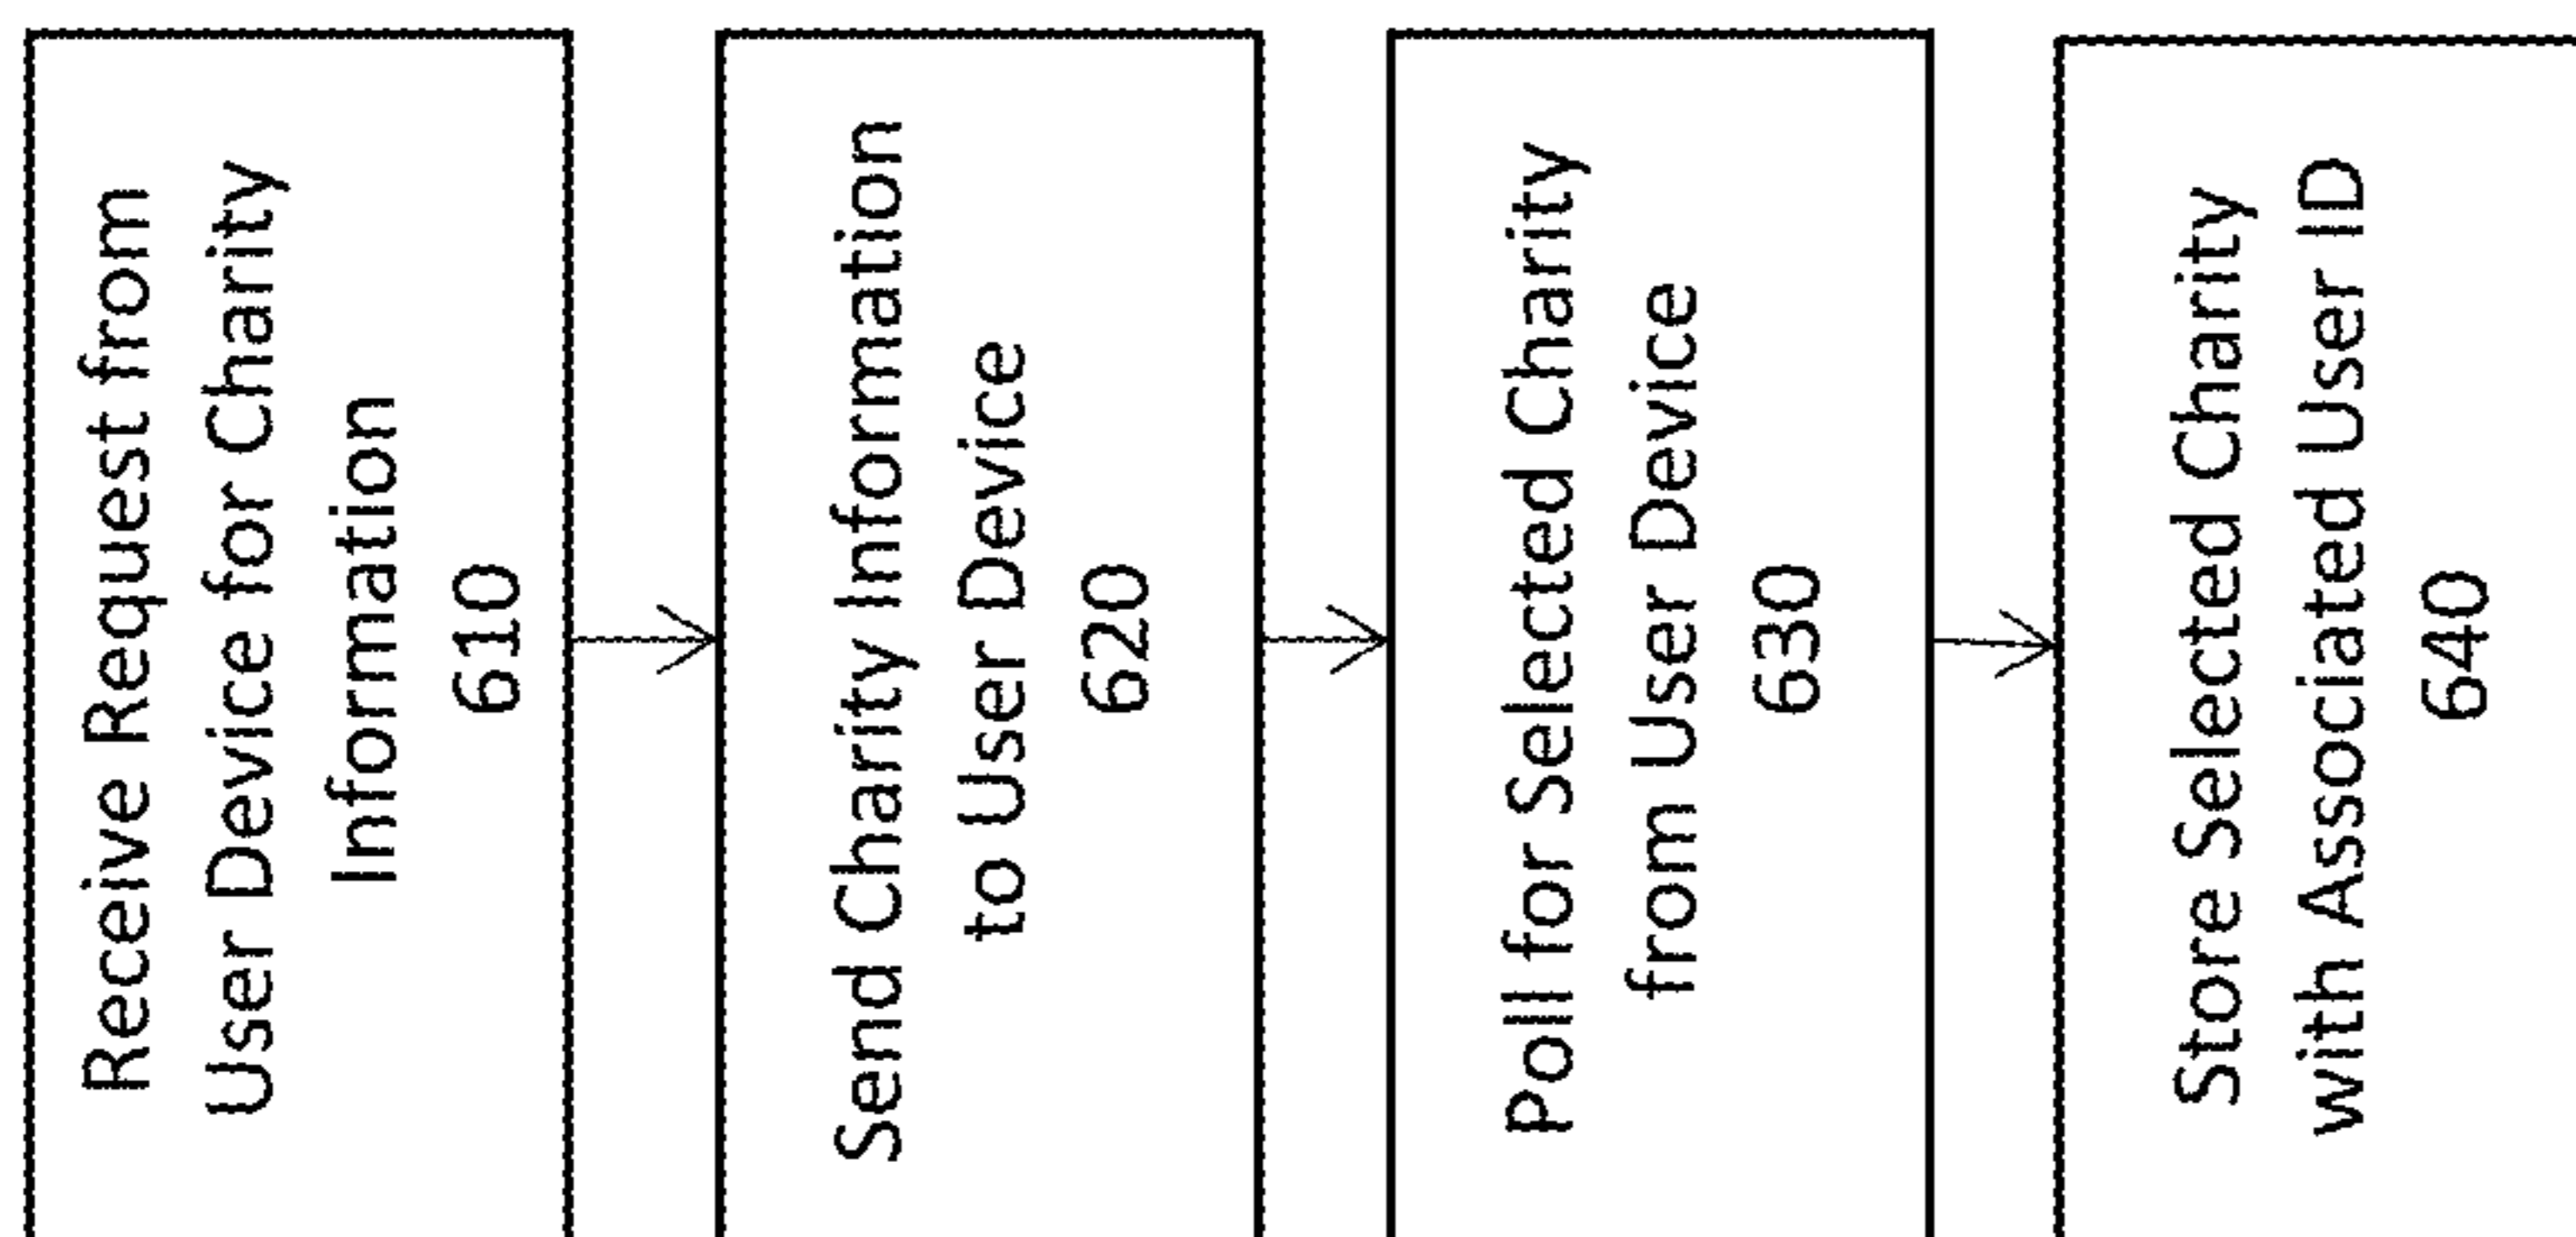 Receive Request from
User Device for Charity
Information
610
Send Charity Information
to User Device
620
Poll for Selected Charity
from User Device
630
Store Selected Charity
with Associated User ID
640